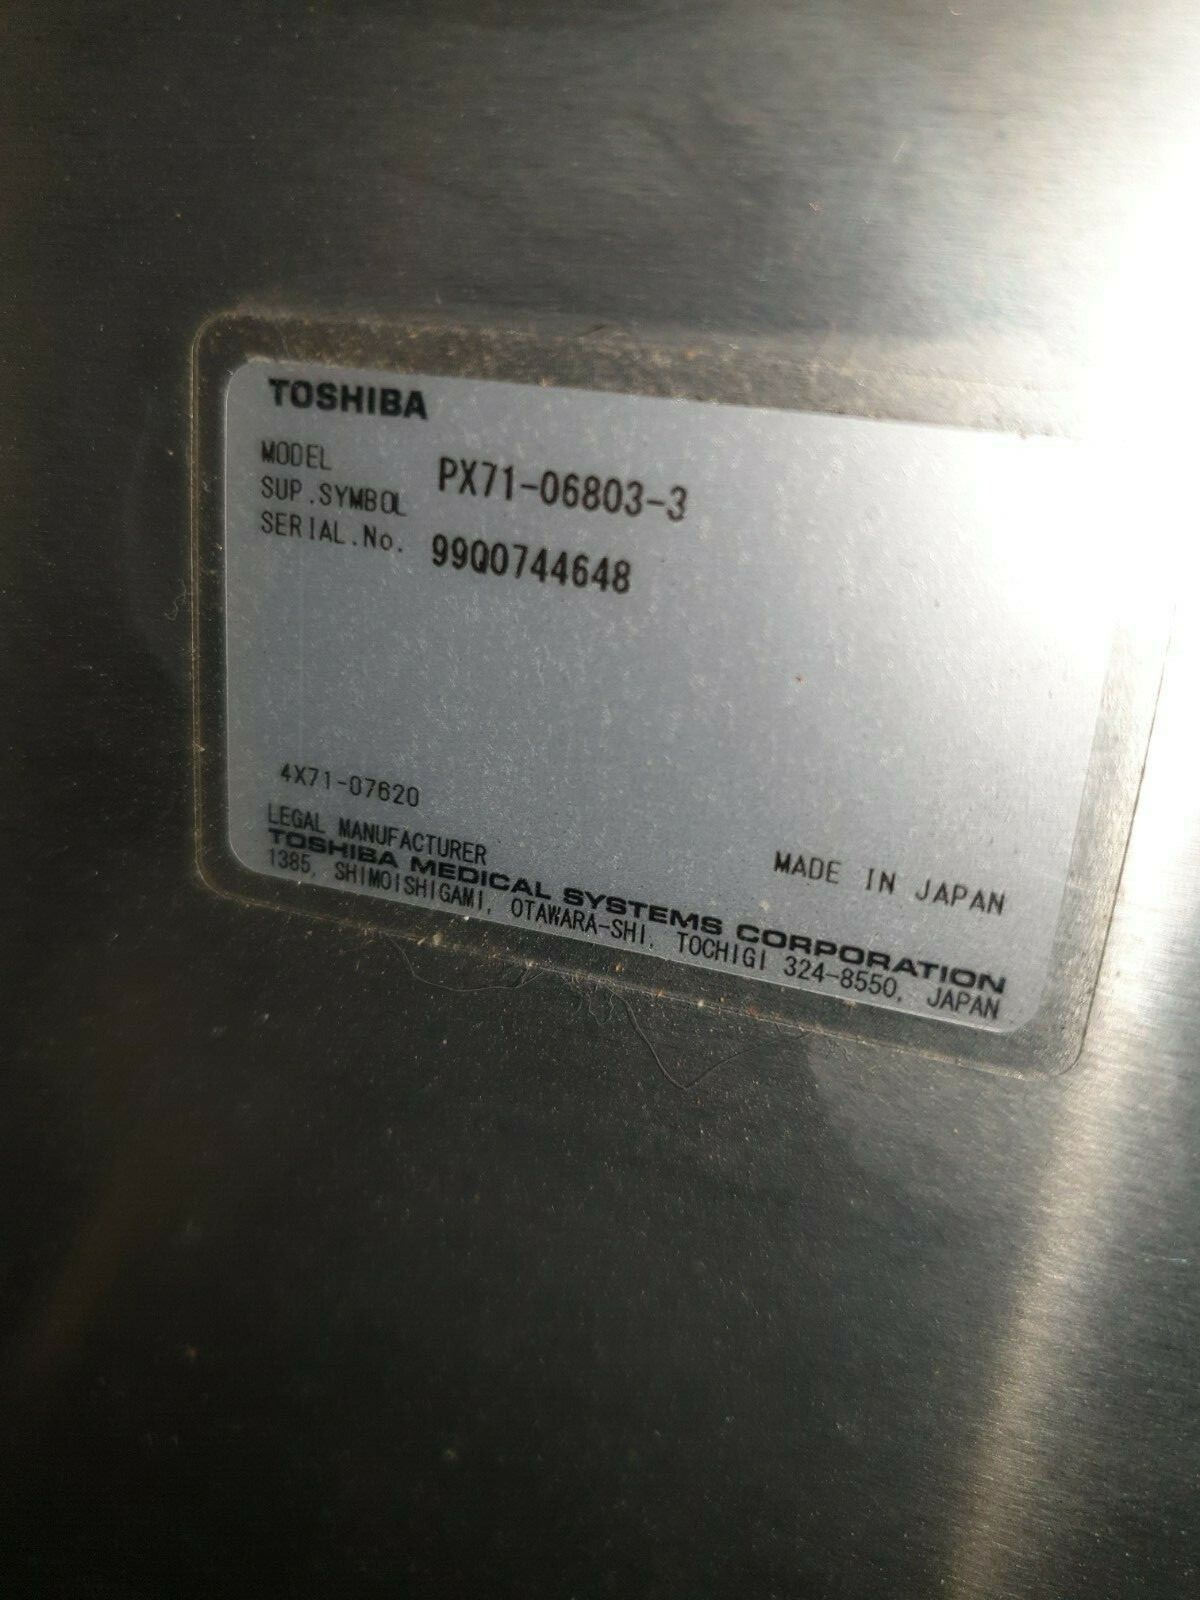 TOSHIBA
MODEL PX71-06803-3
SUP.SYMBOL
SERIAL.No. 99Q0744648
4X71-07620
LEGAL MANUFACTURER
MADE IN JAPAN
TOSHIBA MEDICAL SYSTEMS CORPORATION
1385, SHIMOISHIGAMI, OTAWARA-SHI, TOCHIGI 324-8550, JAPAN